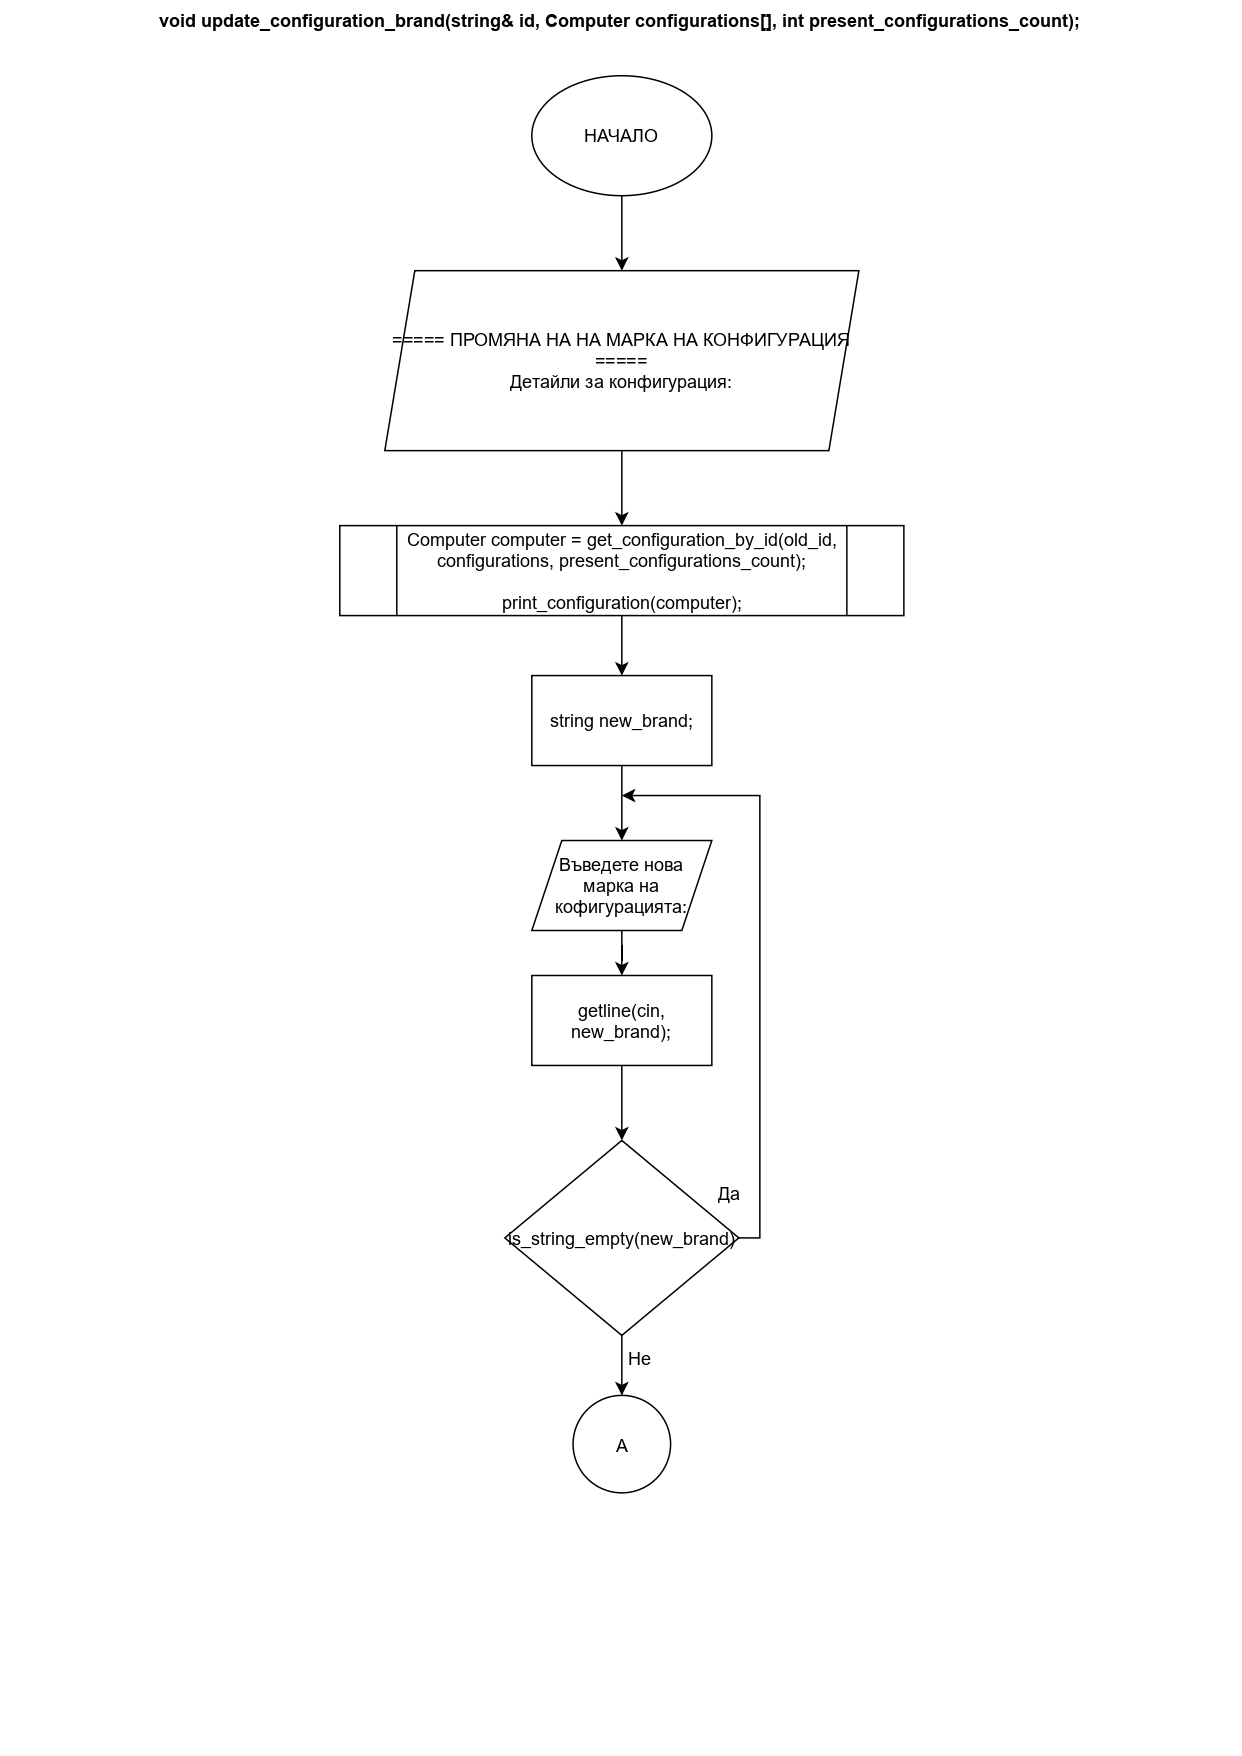 void update_configuration_brand(string& id, Computer configurations[], int present_configurations_count);
НАЧАЛО
===== ПРОМЯНА НА НА МАРКА НА КОНФИГУРАЦИЯ
=====
Детайли за конфигурация:
Computer computer = get_configuration_by_id(old_id,
configurations, present_configurations_count);
print_configuration(computer);
string new_brand;
Въведете нова
марка на
кофигурацията:
getline(cin,
new_brand);
Да
is_string_empty(new_brand)
Не
A